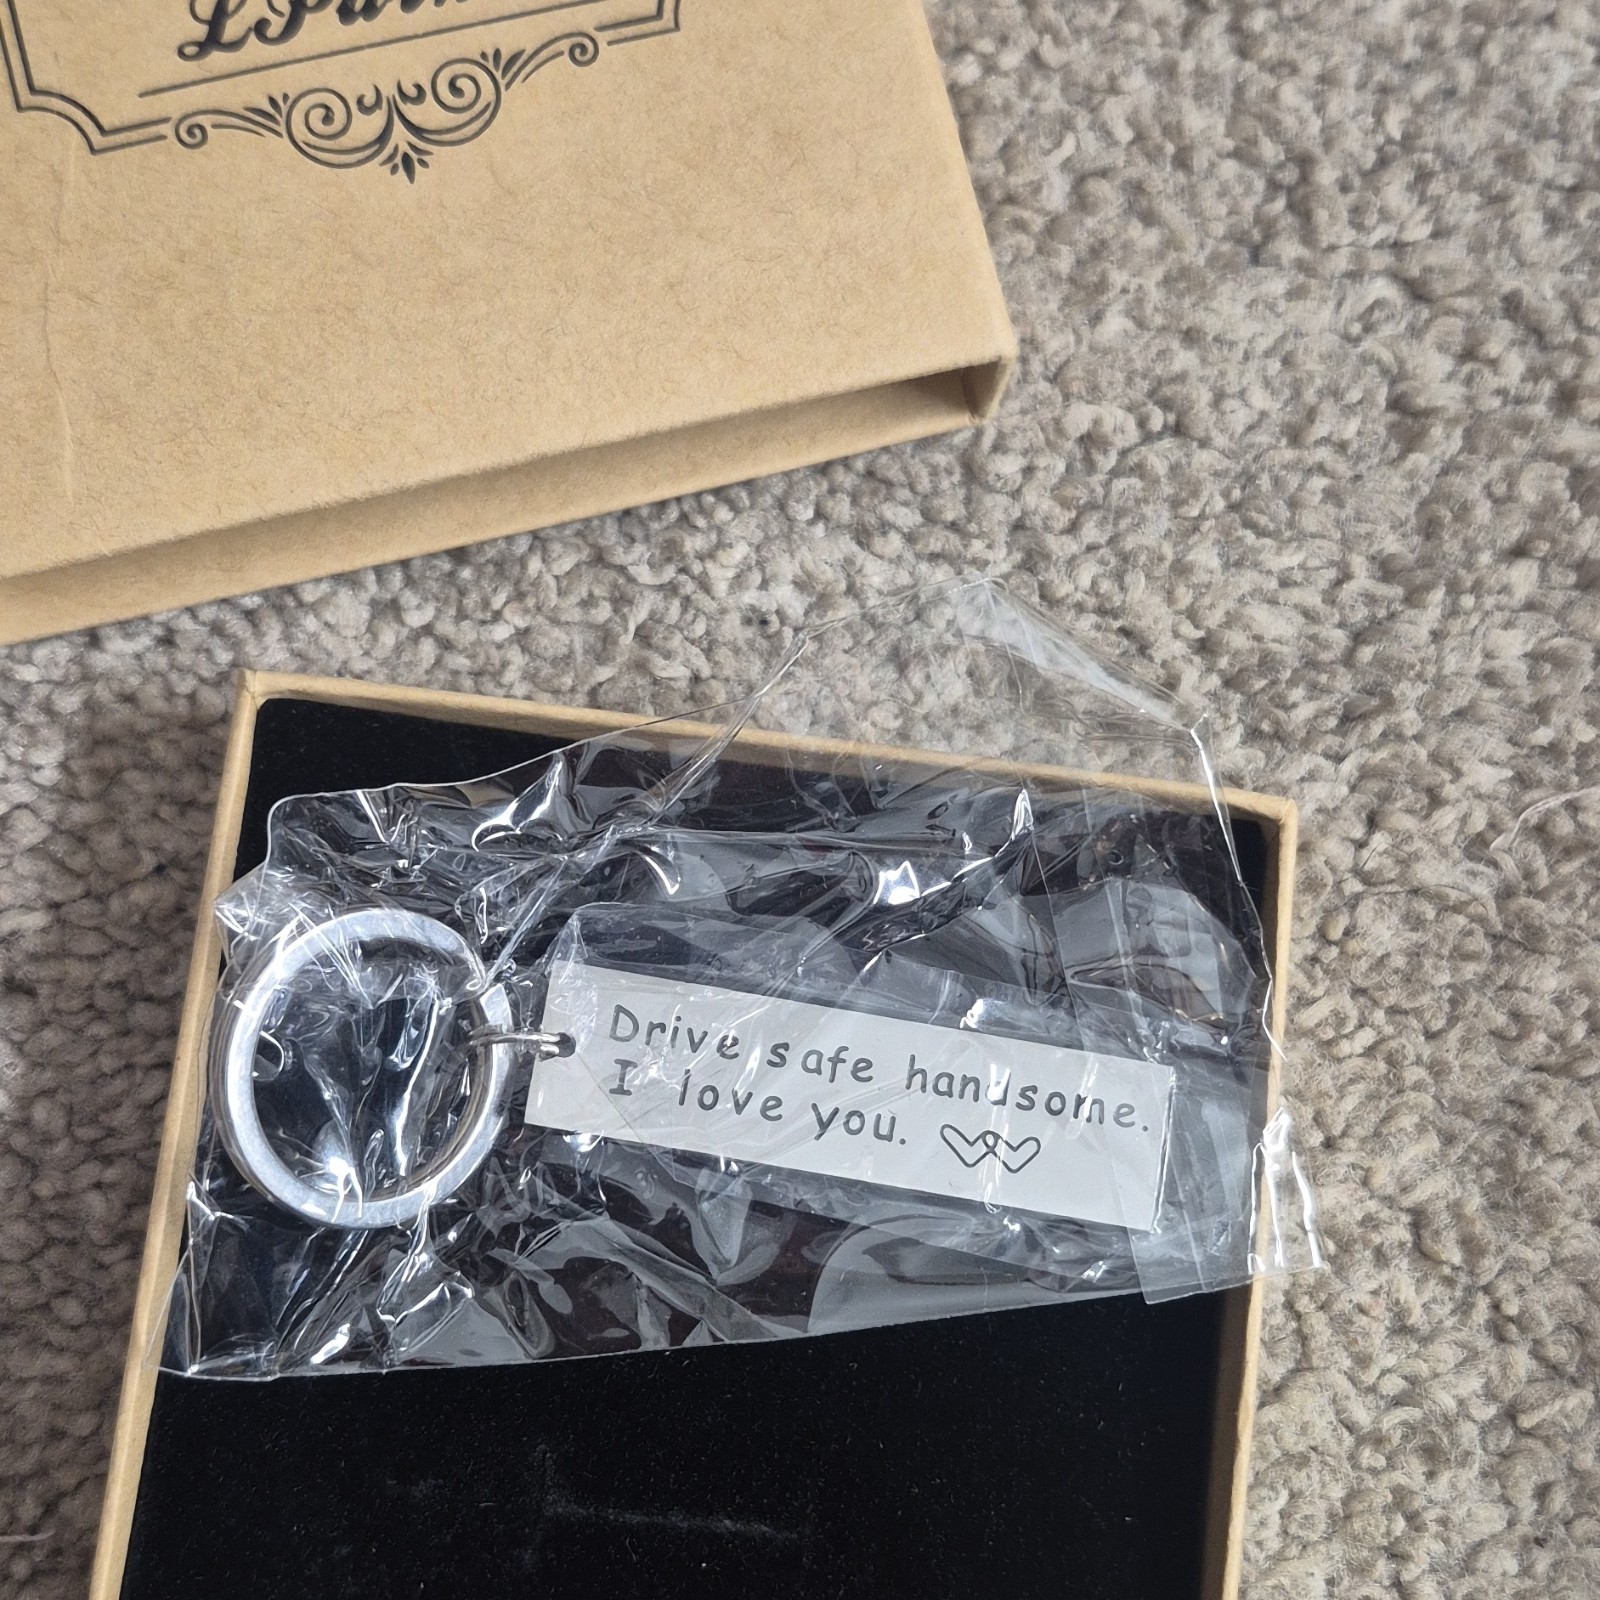 Drive safe handsome.
I love you.